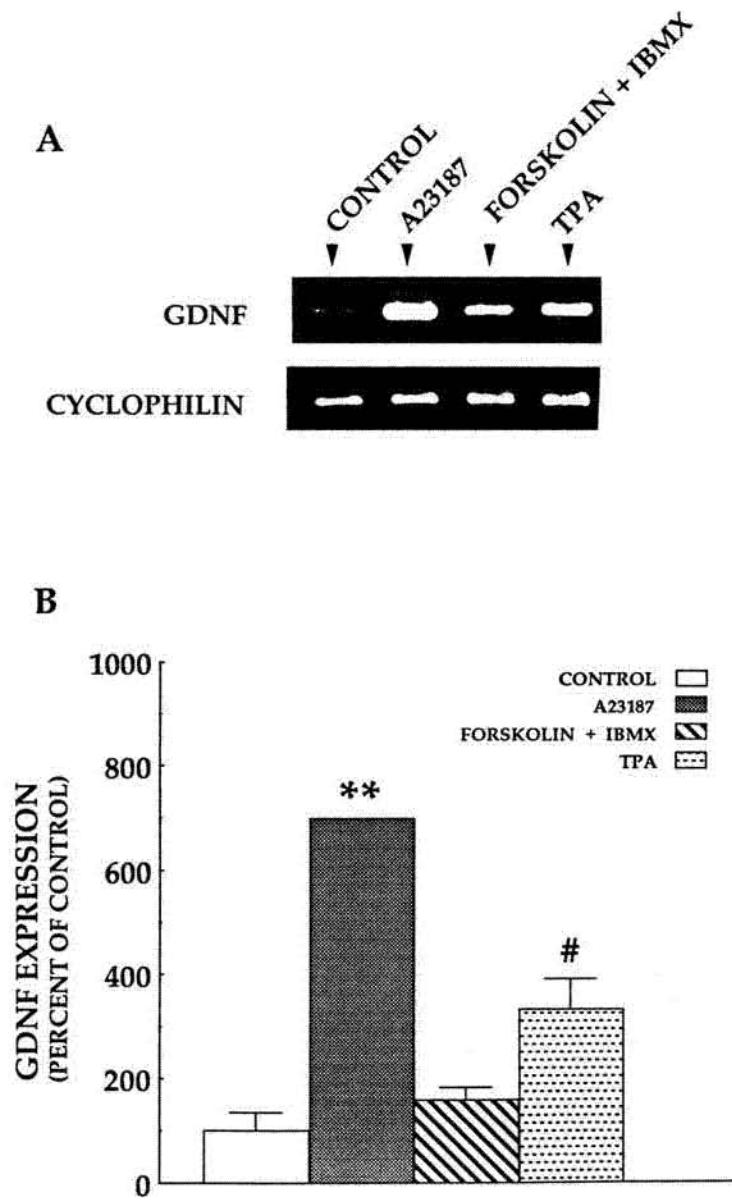 A
CONTROL
A23187
FORSKOLIN + IBMX
TPA
GDNF
CYCLOPHILIN
B
1000
800
600
400
200
0
GDNF EXPRESSION
(PERCENT OF CONTROL)
CONTROL
A23187
FORSKOLIN + IBMX
TPA
**
#